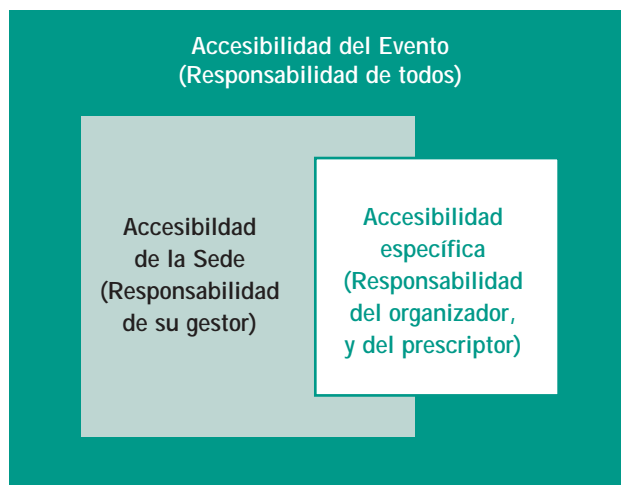 Accesibilidad del Evento
(Responsabilidad de todos)
Accesibildad
de la Sede
(Responsabilidad
de su gestor)
Accesibilidad
específica
(Responsabilidad
del organizador,
y del prescriptor)